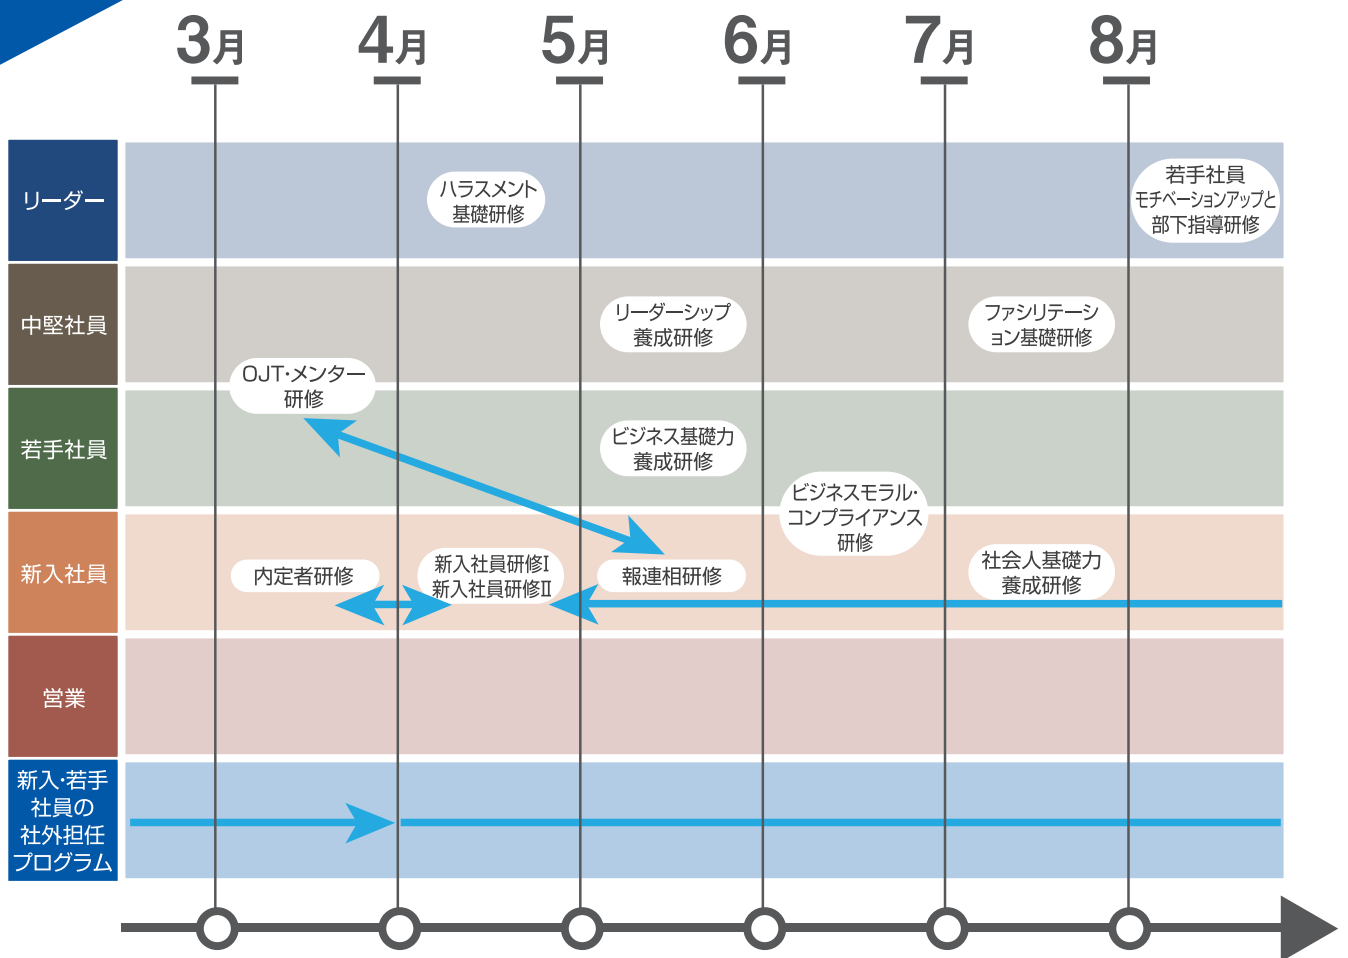 3月
4月
5月
6月
7月
8月
リーダー
ハラスメント
基礎研修
若手社員
モチベーションアップと
部下指導研修
中堅社員
リーダーシップ
養成研修
ファシリテーシ
ョン基礎研修
OJT・メンター
研修
若手社員
ビジネス基礎力
養成研修
ビジネスモラル・
コンプライアンス
研修
新入社員
内定者研修
新入社員研修Ⅰ
新入社員研修Ⅱ
報連相研修
社会人基礎力
養成研修
営業
新入・若手
社員の
社外担任
プログラム